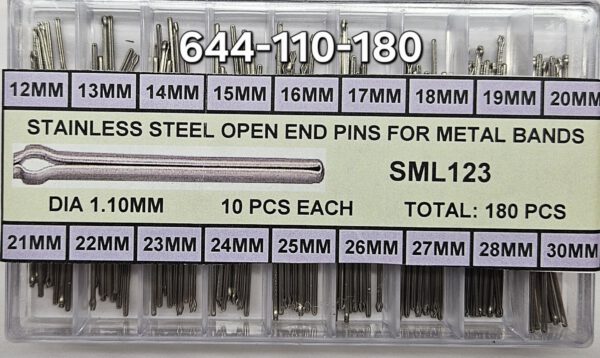 644-110-180
12MM 13MM 14MM 15MM 16MM 17MM 18MM 19MM 20MM
STAINLESS STEEL OPEN END PINS FOR METAL BANDS
SML123
DIA 1.10MM 10 PCS EACH TOTAL: 180 PCS
21MM 22MM 23MM 24MM 25MM 26MM 27MM 28MM 30MM